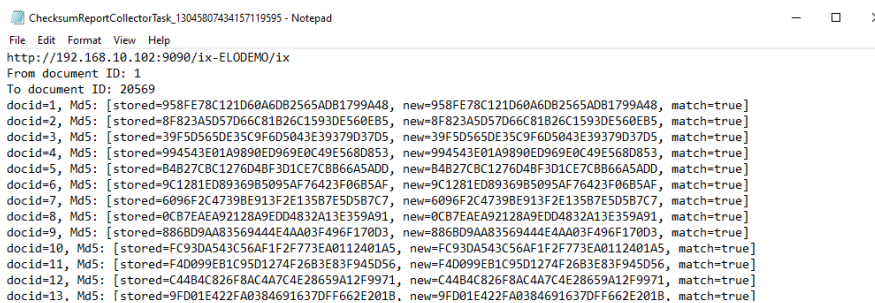 ChecksumReportCollectorTask_13045807434157119595 - Notepad
File Edit Format View Help
http://192.168.10.102:9090/ix-ELODEMO/ix
From document ID: 1
To document ID: 20569
docid=1, Md5: [stored=958FE78C121D60A6DB2565ADB1799A48, new=958FE78C121D60A6DB2565ADB1799A48, match=true]
docid=2, Md5: [stored=8F823A5D57D66C81B26C1593DE560EB5, new=8F823A5D57D66C81B26C1593DE560EB5, match=true]
docid=3, Md5: [stored=39F5D565DE35C9F6D5043E39379D37D5, new=39F5D565DE35C9F6D5043E39379D37D5, match=true]
docid=4, Md5: [stored=994543E01A9890ED969E0C49E568D853, new=994543E01A9890ED969E0C49E568D853, match=true]
docid=5, Md5: [stored=B4B27CBC1276D4BF3D1CE7CBB66A5ADD, new=B4B27CBC1276D4BF3D1CE7CBB66A5ADD, match=true]
docid=6, Md5: [stored=9C1281ED89369B5095AF76423F06B5AF, new=9C1281ED89369B5095AF76423F06B5AF, match=true]
docid=7, Md5: [stored=6096F2C4739BE913F2E135B7E5D5B7C7, new=6096F2C4739BE913F2E135B7E5D5B7C7, match=true]
docid=8, Md5: [stored=0CB7EAEA92128A9EDD4832A13E359A91, new=0CB7EAEA92128A9EDD4832A13E359A91, match=true]
docid=9, Md5: [stored=886BD9AA83569444E4AA03F496F170D3, new=886BD9AA83569444E4AA03F496F170D3, match=true]
docid=10, Md5: [stored=FC93DA543C56AF1F2F773EA0112401A5, new=FC93DA543C56AF1F2F773EA0112401A5, match=true]
docid=11, Md5: [stored=F4D099EB1C95D1274F26B3E83F945D56, new=F4D099EB1C95D1274F26B3E83F945D56, match=true]
docid=12, Md5: [stored=C44B4C826F8AC4A7C4E28659A12F9971, new=C44B4C826F8AC4A7C4E28659A12F9971, match=true]
docid=13, Md5: [stored=9FD01E422FA0384691637DFF662E201B, new=9FD01E422FA0384691637DFF662E201B, match=true]